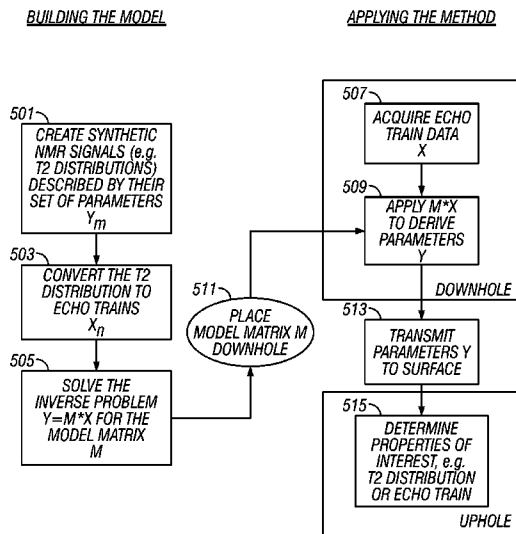 BUILDING THE MODEL
501
CREATE SYNTHETIC
NMR SIGNALS (e.g.
T2 DISTRIBUTIONS)
DESCRIBED BY THEIR
SET OF PARAMETERS
Ym
503
CONVERT THE T2
DISTRIBUTION TO
ECHO TRAINS
Xn
505
SOLVE THE
INVERSE PROBLEM
Y=M*X FOR THE
MODEL MATRIX
M
511
PLACE
MODEL MATRIX M
DOWNHOLE
APPLYING THE METHOD
507
ACQUIRE ECHO
TRAIN DATA
X
509
APPLY M*X
TO DERIVE
PARAMETERS
Y
DOWNHOLE
513
TRANSMIT
PARAMETERS Y
TO SURFACE
515
DETERMINE
PROPERTIES OF
INTEREST, e.g.
T2 DISTRIBUTION
OR ECHO TRAIN
UPHOLE